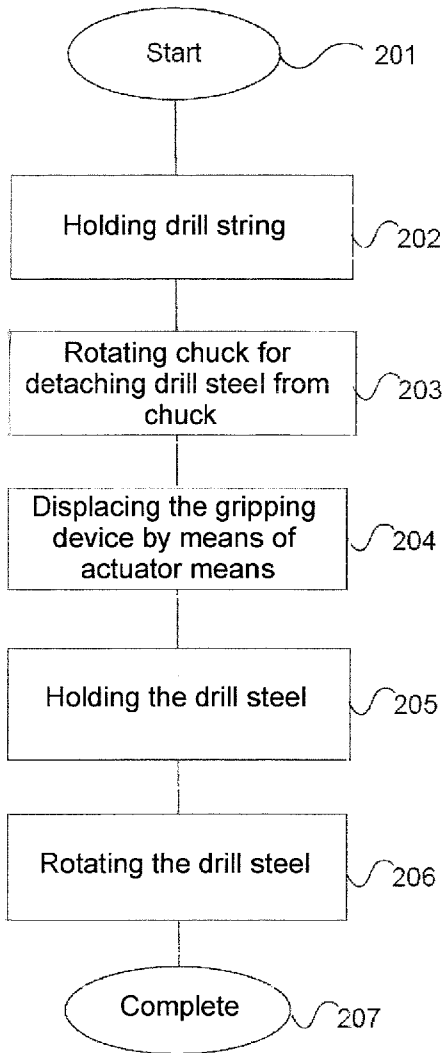 Start
201
Holding drill string
202
Rotating chuck for
detaching drill steel from
chuck
203
Displacing the gripping
device by means of
actuator means
204
Holding the drill steel
205
Rotating the drill steel
206
Complete
207